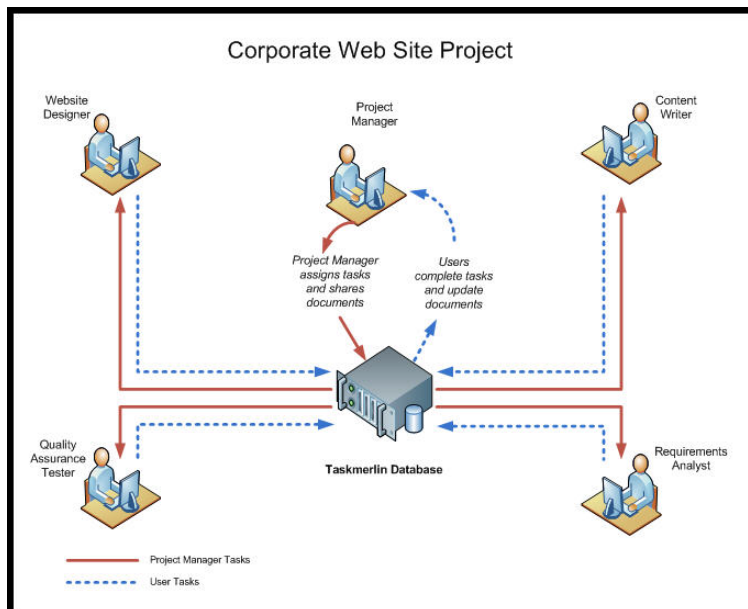 Corporate Web Site Project
Website
Designer
Project
Manager
Content
Writer
Project Manager
assigns tasks
and shares
documents
Users
complete tasks
and update
documents
Quality
Assurance
Tester
Taskmerlin Database
Requirements
Analyst
Project Manager Tasks
User Tasks